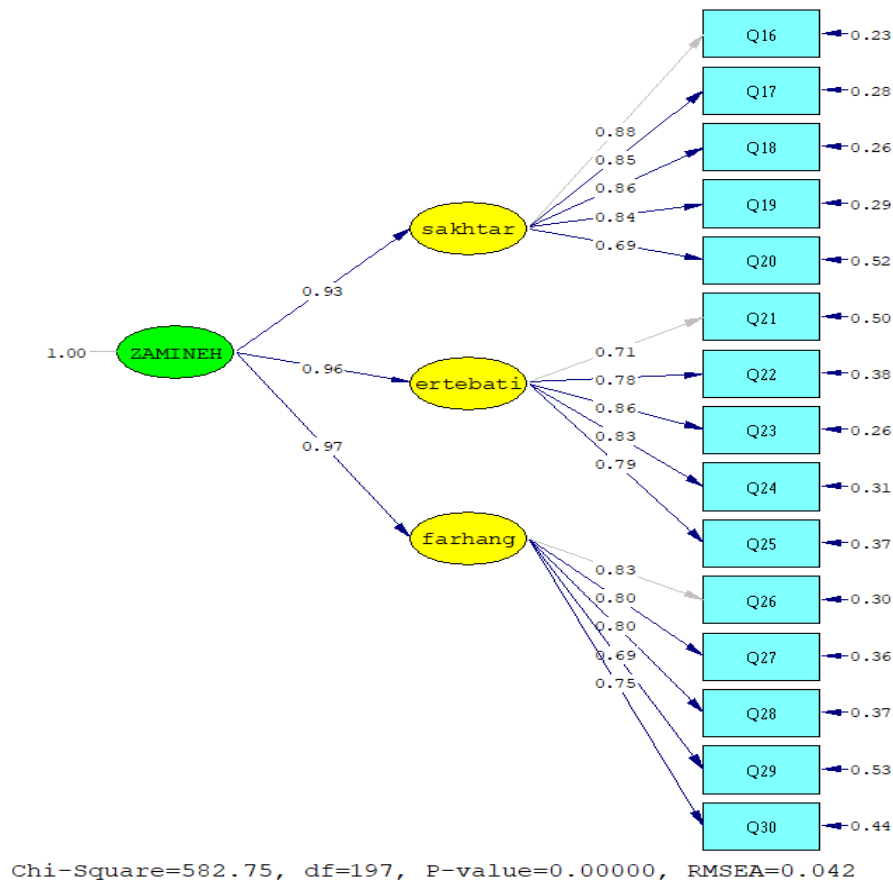 Q16
0.23
Q17
0.28
0.88
Q18
0.26
0.85
0.86
Q19
0.29
0.84
sakhtar
0.69
Q20
0.52
0.93
Q21
0.50
1.00
ZAMINEH
0.71
0.96
ertebati
0.78
Q22
0.38
0.86
Q23
0.26
0.83
0.97
0.79
Q24
0.31
farhang
Q25
0.37
0.83
0.80
Q26
0.30
0.80
0.69
Q27
0.36
0.75
Q28
0.37
Q29
0.53
Q30
0.44
Chi-Square=582.75, df=197, P-value=0.00000, RMSEA=0.042